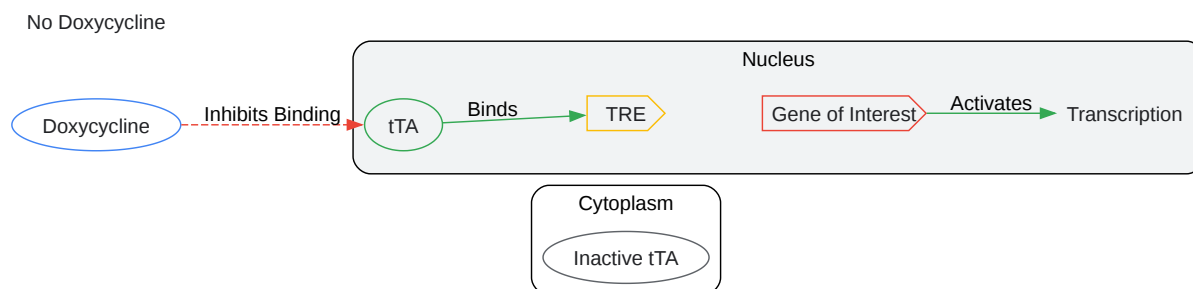 No Doxycycline
Nucleus
Doxycycline
Inhibits Binding
tTA
Binds
TRE
Gene of Interest
Activates
Transcription
Cytoplasm
Inactive tTA